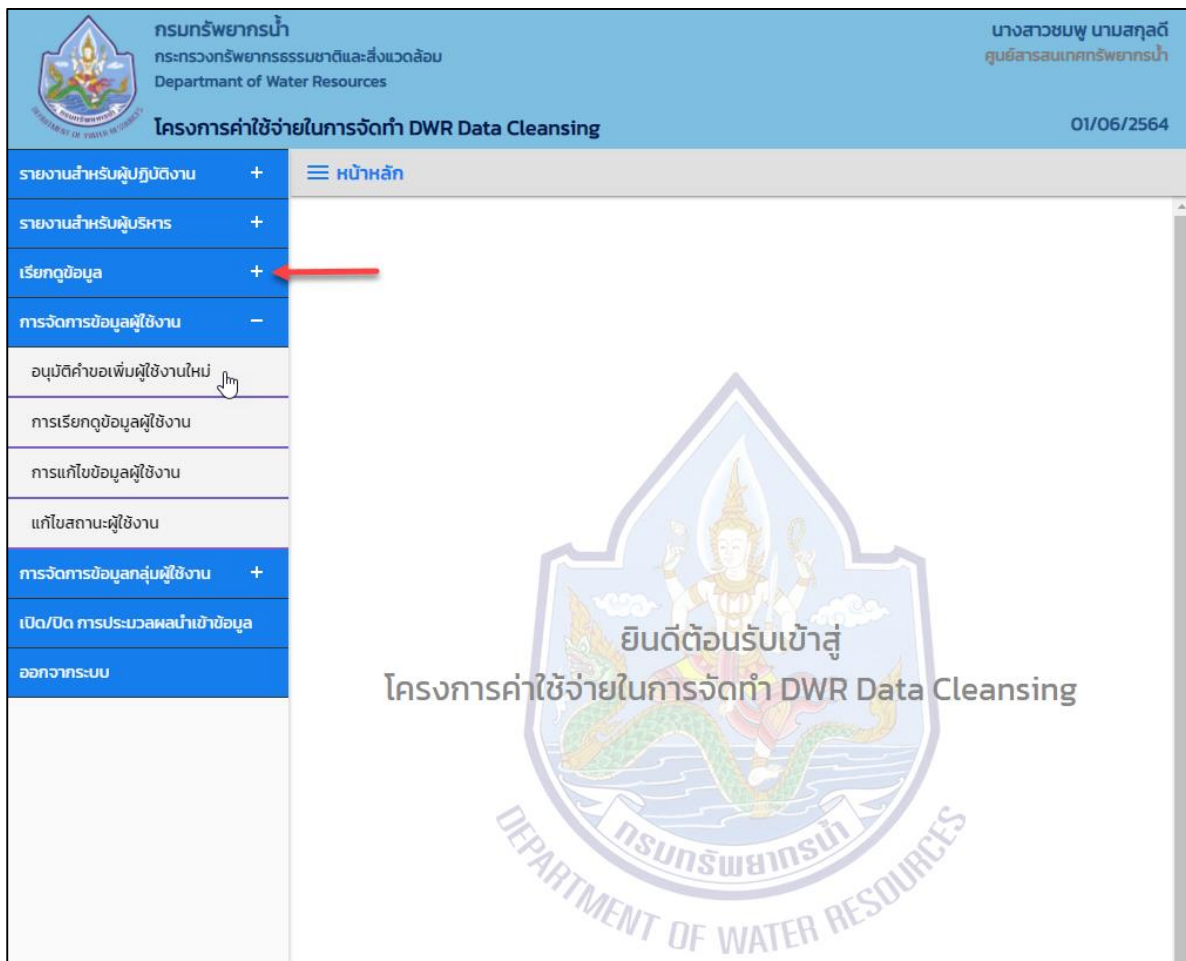 กรมทรัพยากรน้ำ
กระทรวงทรัพยากรธรรมชาติและสิ่งแวดล้อม
Departmant of Water Resources
โครงการค่าใช้จ่ายในการจัดทำ DWR Data Cleansing
นางสาวชมพู นามสกุลดี
ศูนย์สารสนเทศทรัพยากรน้ำ
01/06/2564
รายงานสำหรับผู้ปฏิบัติงาน +
รายงานสำหรับผู้บริหาร +
เรียกดูข้อมูล +
การจัดการข้อมูลผู้ใช้งาน −
อนุมัติคำขอเพิ่มผู้ใช้งานใหม่
การเรียกดูข้อมูลผู้ใช้งาน
การแก้ไขข้อมูลผู้ใช้งาน
แก้ไขสถานะผู้ใช้งาน
การจัดการข้อมูลกลุ่มผู้ใช้งาน +
เปิด/ปิด การประมวลผลนำเข้าข้อมูล
ออกจากระบบ
หน้าหลัก
ยินดีต้อนรับเข้าสู่
โครงการค่าใช้จ่ายในการจัดทำ DWR Data Cleansing
กรมทรัพยากรน้ำ
DEPARTMENT OF WATER RESOURCES